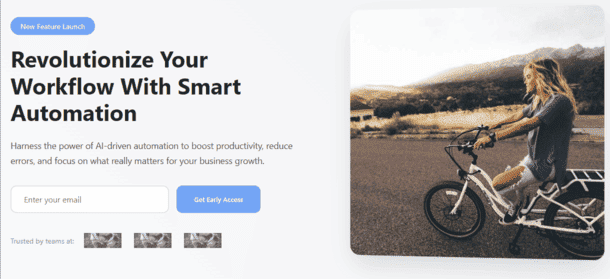 New Feature Launch
Revolutionize Your
Workflow With Smart
Automation
Harness the power of AI-driven automation to boost productivity, reduce
errors, and focus on what really matters for your business growth.
Enter your email
Get Early Access
Trusted by teams at: